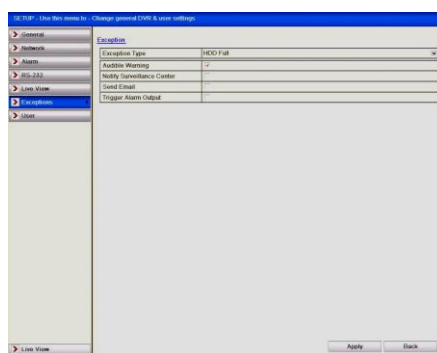 SETUP - Use this menu to - Change general DVR & user settings
General
Network
Alarm
RS-232
Live View
Exceptions
User
Exception
Exception Type HDD Full
Audible Warning
Notify Surveillance Center
Send Email
Trigger Alarm Output
Live View
Apply Back